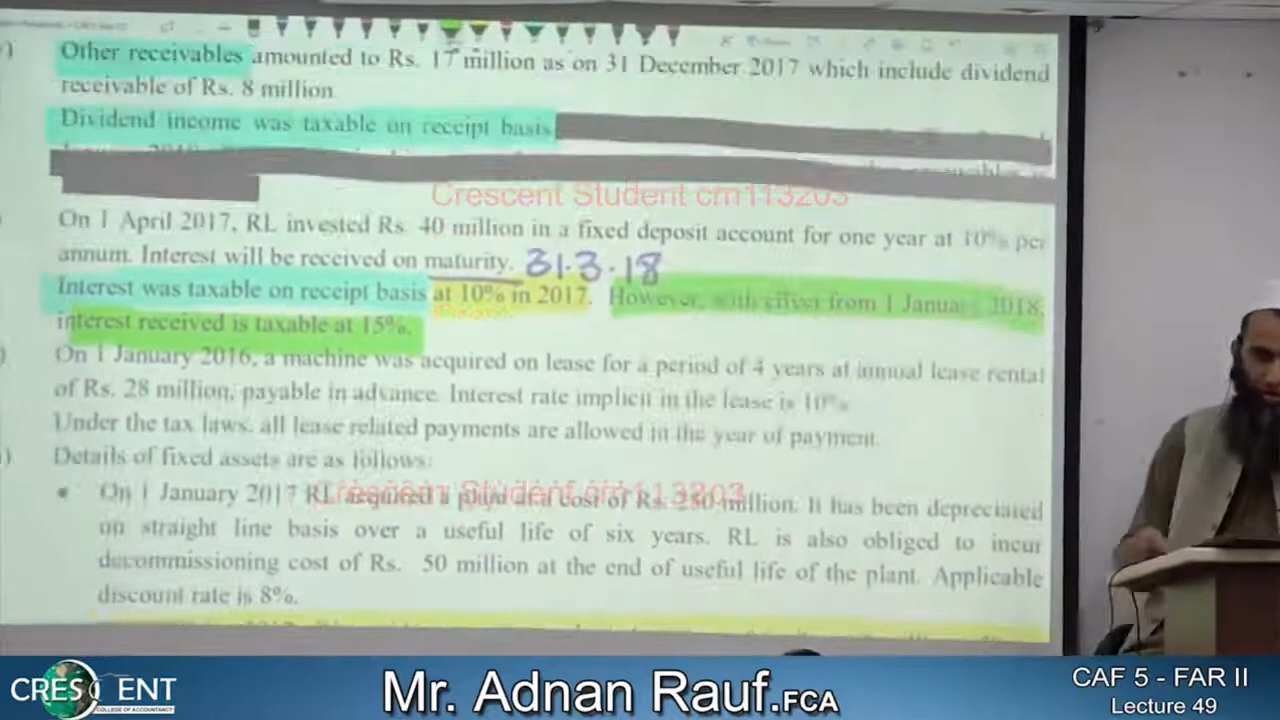 Other receivables amounted to Rs. 17 million as on 31 December 2017 which include dividend
receivable of Rs. 8 million.
Dividend income was taxable on receipt basis
Crescent Student crn113203
On 1 April 2017, RL invested Rs. 40 million in a fixed deposit account for one year at 10% per
annum. Interest will be received on maturity. 31.3.18
Interest was taxable on receipt basis at 10% in 2017. However, with effect from 1 January 2018,
interest received is taxable at 15%.
On 1 January 2016, a machine was acquired on lease for a period of 4 years at annual lease rental
of Rs. 28 million, payable in advance. Interest rate implicit in the lease is 10%.
Under the tax laws, all lease related payments are allowed in the year of payment.
Details of fixed assets are as follows:
Crescent Student crn113203
• On 1 January 2017 RL acquired a plant at a cost of Rs. million. It has been depreciated
on straight line basis over a useful life of six years. RL is also obliged to incur
decommissioning cost of Rs. 50 million at the end of useful life of the plant. Applicable
discount rate is 8%.
CRESCENT
COLLEGE OF ACCOUNTANCY
Mr. Adnan Rauf.FCA
CAF 5 - FAR II
Lecture 49